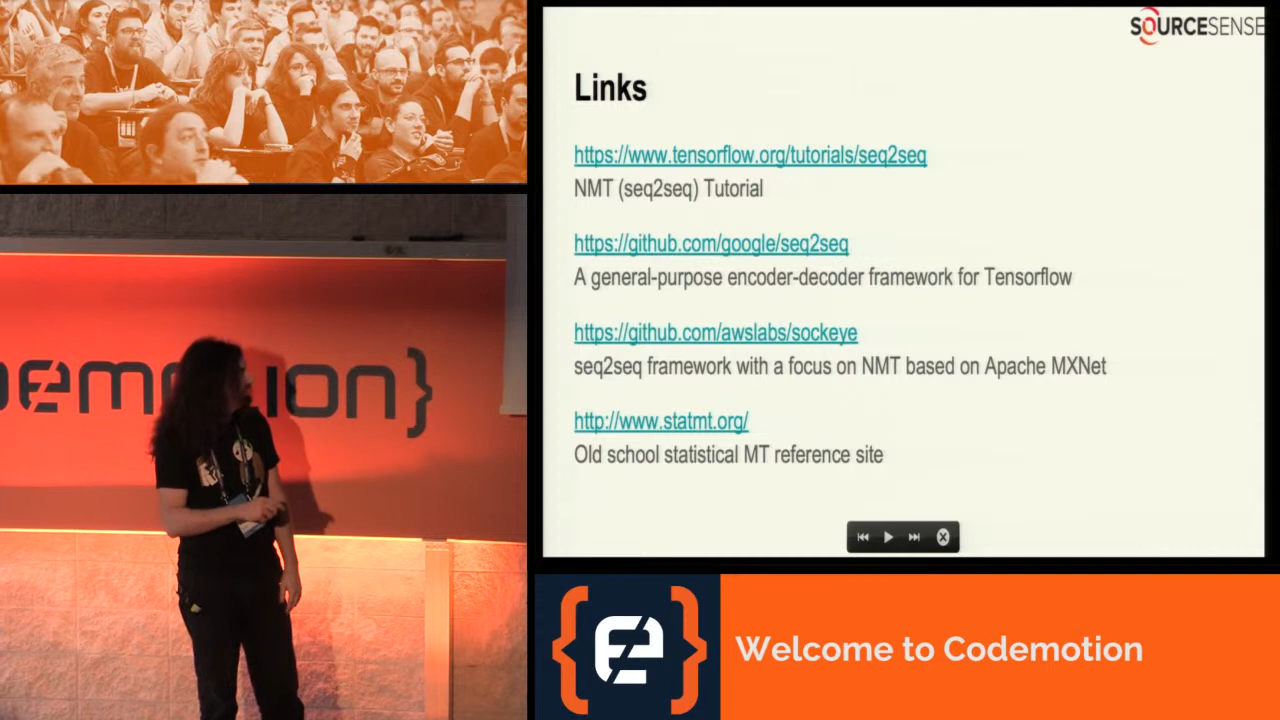 SOURCESENSE
Links
https://www.tensorflow.org/tutorials/seq2seq
NMT (seq2seq) Tutorial
https://github.com/google/seq2seq
A general-purpose encoder-decoder framework for Tensorflow
https://github.com/awslabs/sockeye
seq2seq framework with a focus on NMT based on Apache MXNet
http://www.statmt.org/
Old school statistical MT reference site
Welcome to Codemotion